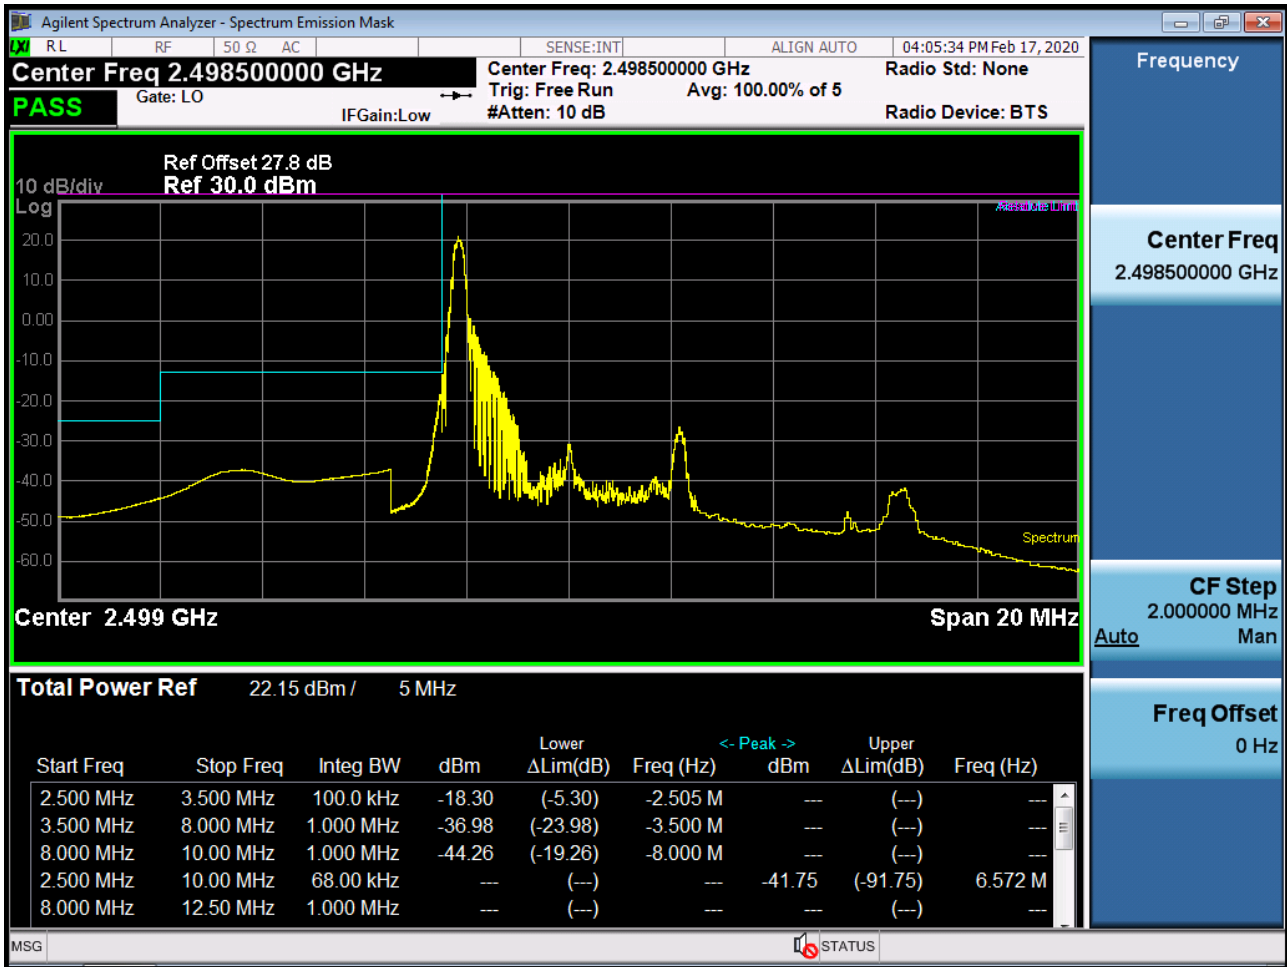 Agilent Spectrum Analyzer - Spectrum Emission Mask
LXI RL RF 50 Ω AC SENSE:INT ALIGN AUTO 04:05:34 PM Feb 17, 2020
Center Freq 2.498500000 GHz
Center Freq: 2.498500000 GHz
Radio Std: None
PASS
Gate: LO
Trig: Free Run
Avg: 100.00% of 5
IFGain:Low
#Atten: 10 dB
Radio Device: BTS
Ref Offset 27.8 dB
10 dB/div
Ref 30.0 dBm
Log
Absolute Limit
20.0
10.0
0.00
-10.0
-20.0
-30.0
-40.0
-50.0
-60.0
Spectrum
Center 2.499 GHz
Span 20 MHz
Total Power Ref 22.15 dBm / 5 MHz
Lower <- Peak -> Upper
Start Freq Stop Freq Integ BW dBm ΔLim(dB) Freq (Hz) dBm ΔLim(dB) Freq (Hz)
2.500 MHz 3.500 MHz 100.0 kHz -18.30 (-5.30) -2.505 M --- (---) ---
3.500 MHz 8.000 MHz 1.000 MHz -36.98 (-23.98) -3.500 M --- (---) ---
8.000 MHz 10.00 MHz 1.000 MHz -44.26 (-19.26) -8.000 M --- (---) ---
2.500 MHz 10.00 MHz 68.00 kHz --- (---) --- -41.75 (-91.75) 6.572 M
8.000 MHz 12.50 MHz 1.000 MHz --- (---) --- --- (---) ---
MSG
STATUS
Frequency
Center Freq
2.498500000 GHz
CF Step
2.000000 MHz
Auto Man
Freq Offset
0 Hz